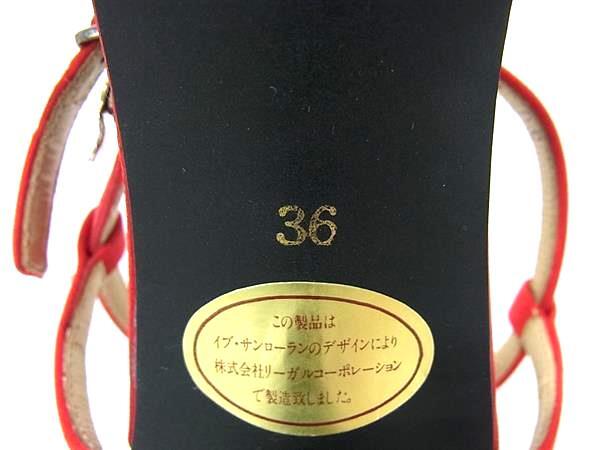 36
この製品は
イブ・サンローランのデザインにより
株式会社リーガルコーポレーション
で製造致しました。